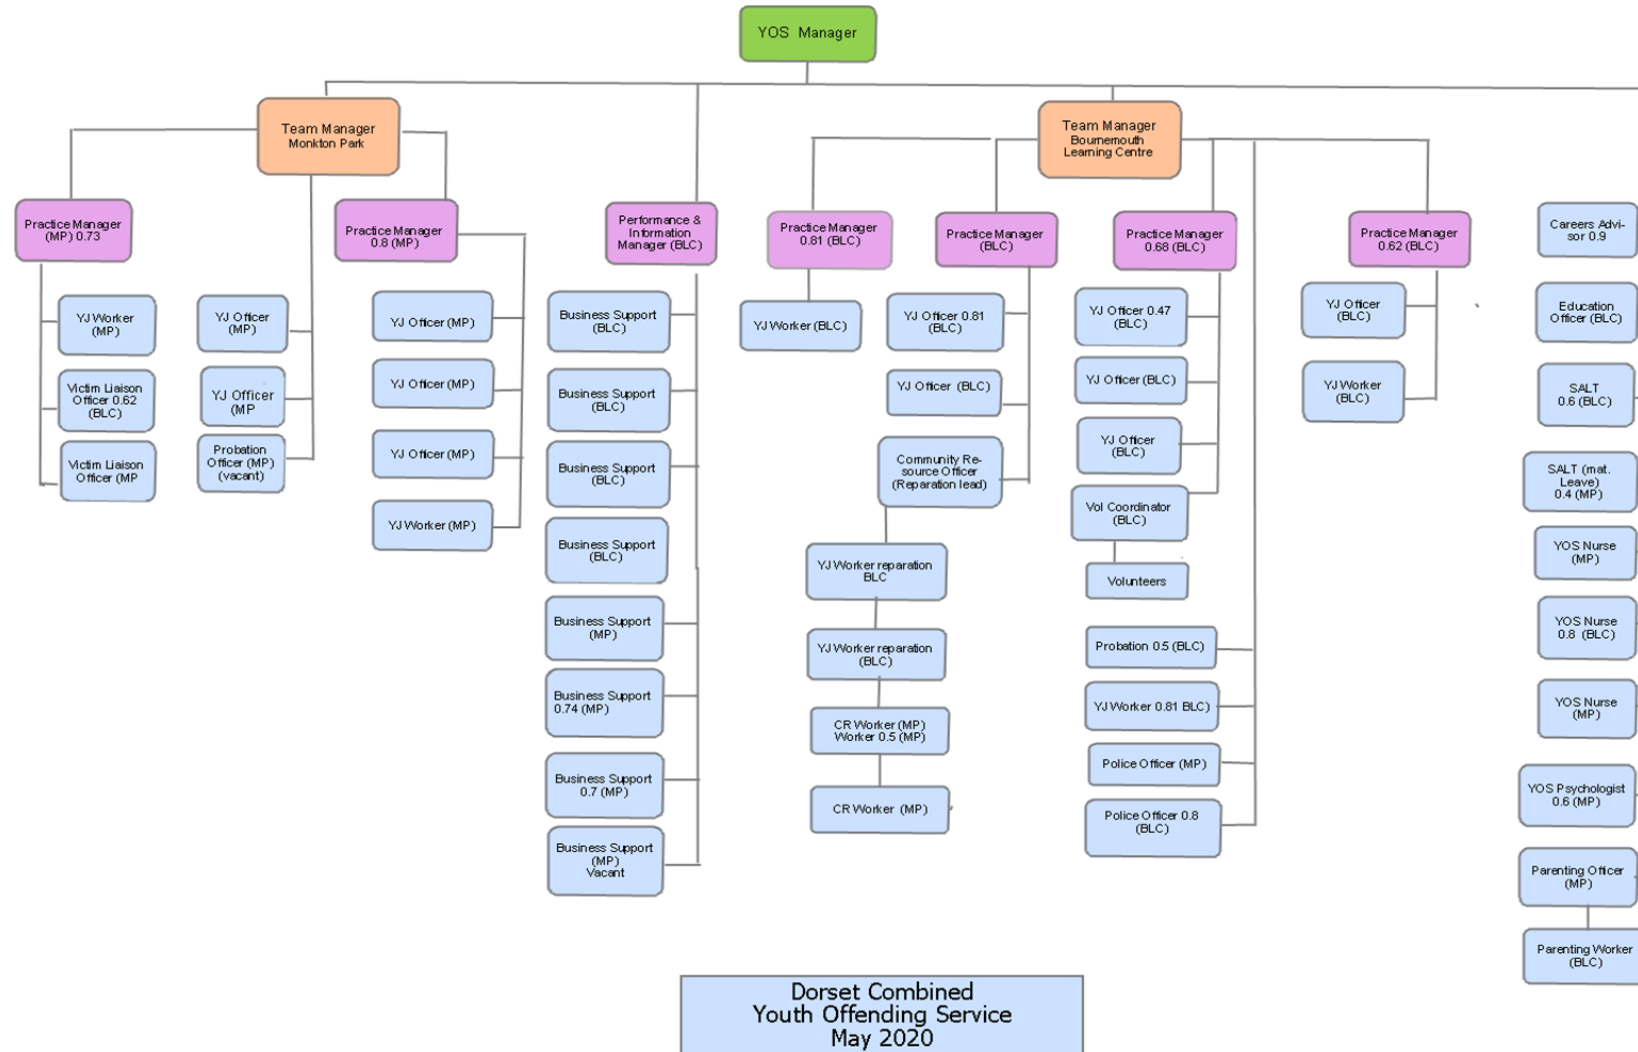 YOS Manager
Team Manager
Monkton Park
Team Manager
Bournemouth
Learning Centre
Practice Manager
(MP) 0.73
Practice Manager
0.8 (MP)
Performance &
Information
Manager (BLC)
Practice Manager
0.81 (BLC)
Practice Manager
(BLC)
Practice Manager
0.68 (BLC)
Practice Manager
0.62 (BLC)
YJ Worker
(MP)
Victim Liaison
Officer 0.62
(BLC)
Victim Liaison
Officer (MP
YJ Officer
(MP)
YJ Officer
(MP
Probation
Officer (MP)
(vacant)
YJ Officer (MP)
YJ Officer (MP)
YJ Officer (MP)
YJ Worker (MP)
Business Support
(BLC)
Business Support
(BLC)
Business Support
(BLC)
Business Support
(BLC)
Business Support
(MP)
Business Support
0.74 (MP)
Business Support
0.7 (MP)
Business Support
(MP)
Vacant
YJ Worker (BLC)
YJ Officer 0.81
(BLC)
YJ Officer (BLC)
Community Re-
source Officer
(Reparation lead)
YJ Worker reparation
BLC
YJ Worker reparation
(BLC)
CR Worker (MP)
Worker 0.5 (MP)
CR Worker (MP)
YJ Officer 0.47
(BLC)
YJ Officer (BLC)
YJ Officer
(BLC)
Vol Coordinator
(BLC)
Volunteers
Probation 0.5 (BLC)
YJ Worker 0.81 BLC)
Police Officer (MP)
Police Officer 0.8
(BLC)
YJ Officer
(BLC)
YJ Worker
(BLC)
Careers Advi-
sor 0.9
Education
Officer (BLC)
SALT
0.6 (BLC)
SALT (mat.
Leave)
0.4 (MP)
YOS Nurse
(MP)
YOS Nurse
0.8 (BLC)
YOS Nurse
(MP)
YOS Psychologist
0.6 (MP)
Parenting Officer
(MP)
Parenting Worker
(BLC)
Dorset Combined
Youth Offending Service
May 2020